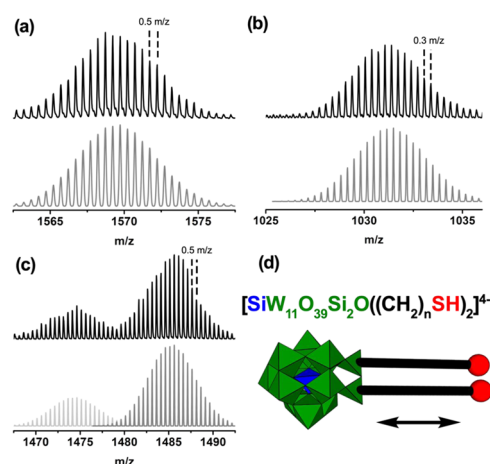 (a)
0.5 m/z
1565 1570 1575
m/z
(b)
0.3 m/z
1025 1030 1035
m/z
(c)
0.5 m/z
1470 1475 1480 1485 1490
m/z
(d)
[SiW₁₁O₃₉Si₂O((CH₂)ₙSH)₂]⁴⁻